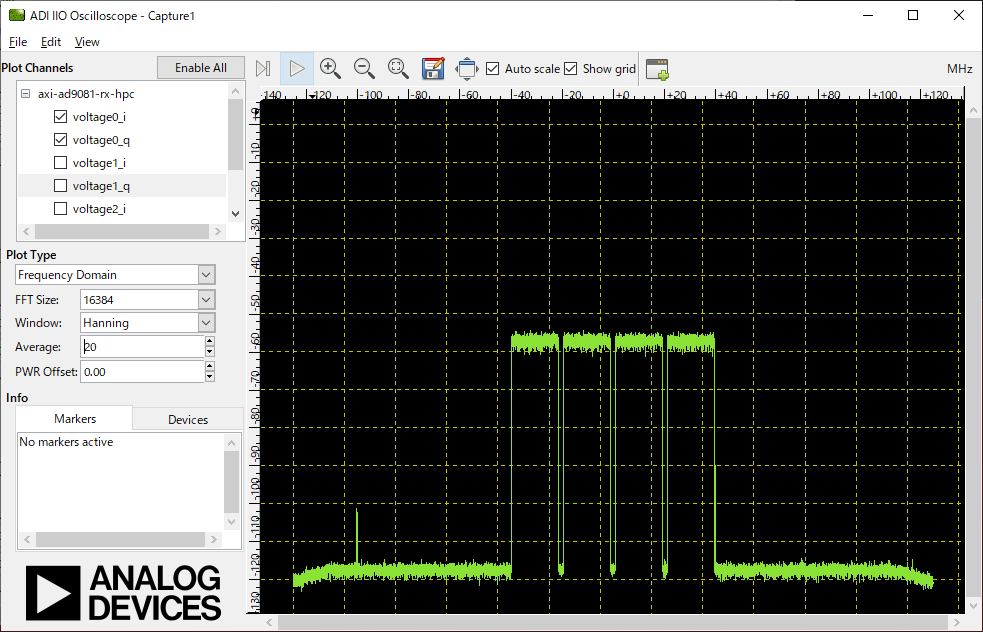 ADI IIO Oscilloscope - Capture1
File Edit View
Plot Channels Enable All
Auto scale Show grid MHz
axi-ad9081-rx-hpc
voltage0_i
voltage0_q
voltage1_i
voltage1_q
voltage2_i
Plot Type
Frequency Domain
FFT Size: 16384
Window: Hanning
Average: 20
PWR Offset: 0.00
Info
Markers Devices
No markers active
ANALOG
DEVICES
-140 -120 -100 -80 -60 -40 -20 +0 +20 +40 +60 +80 +100 +120
-10
-20
-30
-40
-50
-60
-70
-80
-90
-100
-110
-120
-130